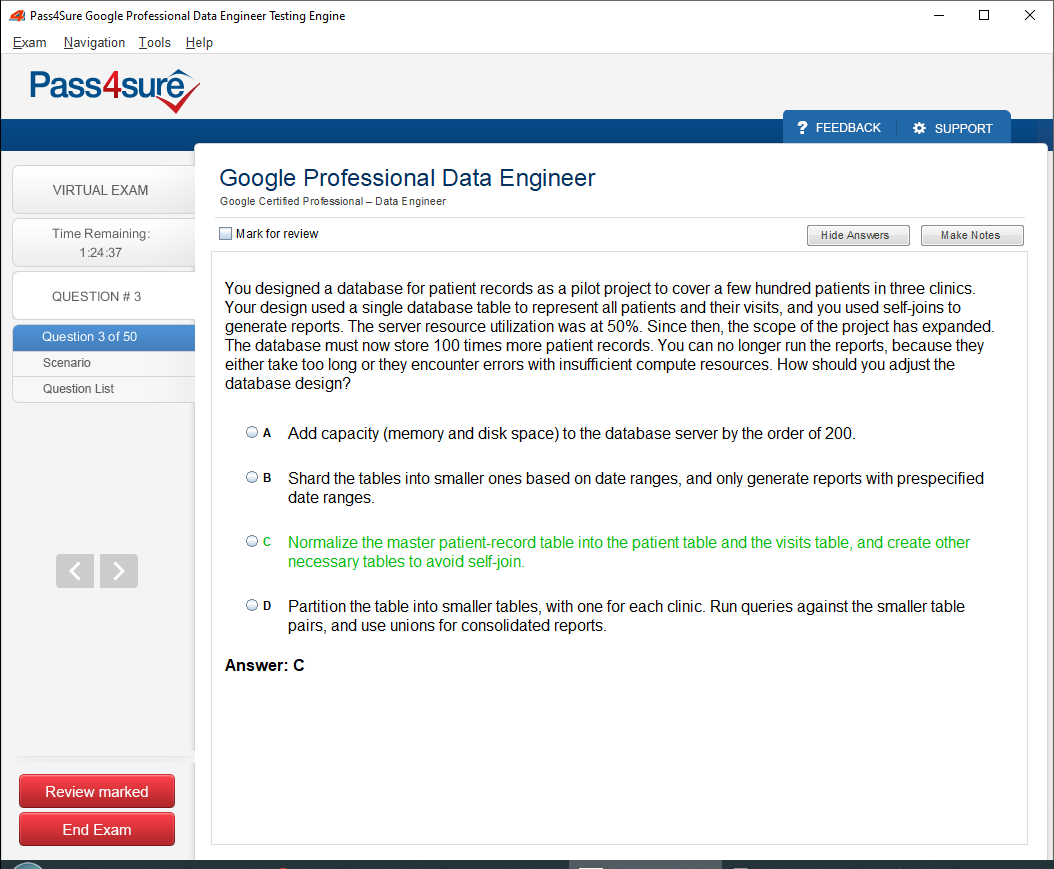 Pass4Sure Google Professional Data Engineer Testing Engine
Exam Navigation Tools Help
Pass4sure
? FEEDBACK SUPPORT
VIRTUAL EXAM
Time Remaining:
1:24:37
QUESTION # 3
Question 3 of 50
Scenario
Question List
Review marked
End Exam
Google Professional Data Engineer
Google Certified Professional – Data Engineer
Mark for review
Hide Answers Make Notes
You designed a database for patient records as a pilot project to cover a few hundred patients in three clinics.
Your design used a single database table to represent all patients and their visits, and you used self-joins to
generate reports. The server resource utilization was at 50%. Since then, the scope of the project has expanded.
The database must now store 100 times more patient records. You can no longer run the reports, because they
either take too long or they encounter errors with insufficient compute resources. How should you adjust the
database design?
A Add capacity (memory and disk space) to the database server by the order of 200.
B Shard the tables into smaller ones based on date ranges, and only generate reports with prespecified
date ranges.
C Normalize the master patient-record table into the patient table and the visits table, and create other
necessary tables to avoid self-join.
D Partition the table into smaller tables, with one for each clinic. Run queries against the smaller table
pairs, and use unions for consolidated reports.
Answer: C